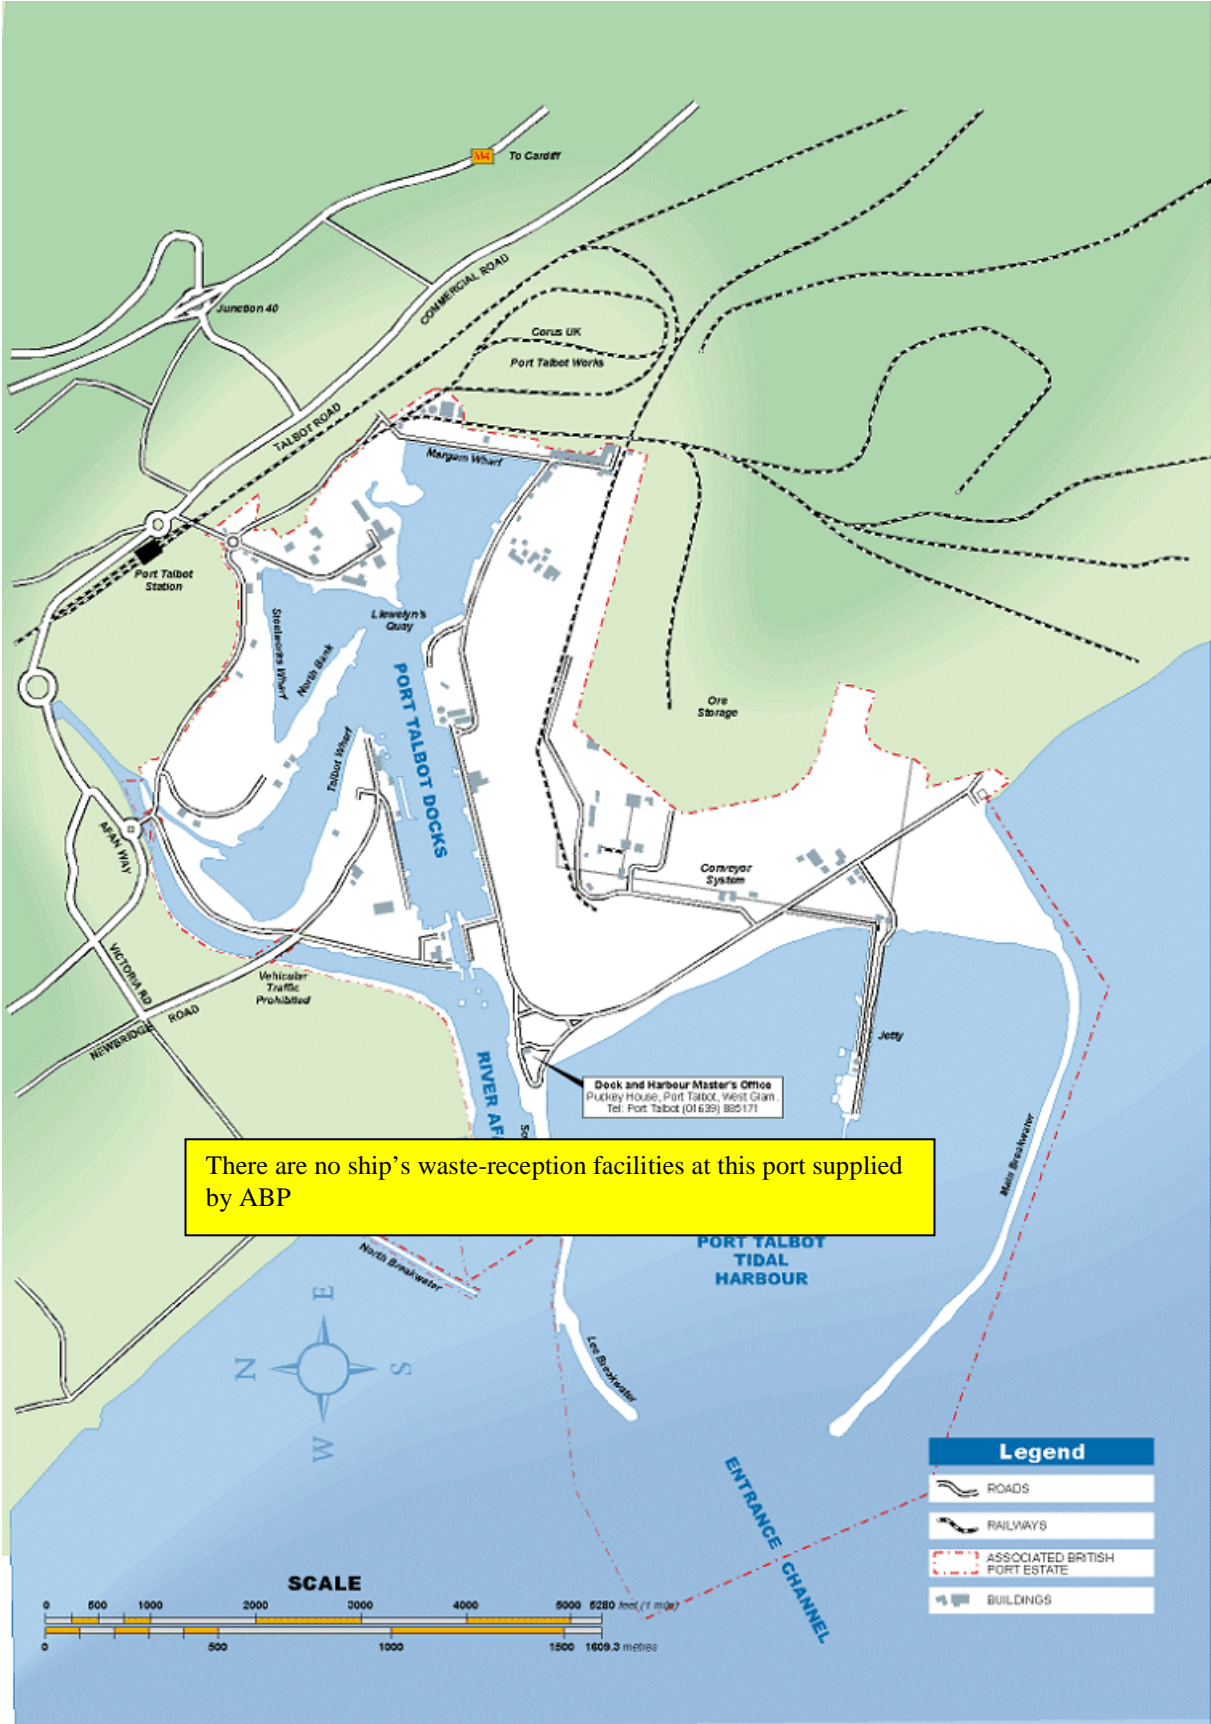 To Cardiff
Junction 40
COMMERCIAL ROAD
Corus UK
Port Talbot Works
TALBOT ROAD
Margam Wharf
Port Talbot
Station
Steelworks Wharf
North Bank
Llewelyn's
Quay
PORT TALBOT DOCKS
Talbot Wharf
Ore
Storage
AFAN WAY
Conveyor
System
VICTORIA RD
NEWBRIDGE ROAD
Vehicular
Traffic
Prohibited
Jetty
RIVER
Dock and Harbour Master's Office
Puckey House, Port Talbot, West Glam.
Tel: Port Talbot (01639) 885171
Main Breakwater
There are no ship's waste-reception facilities at this port supplied
by ABP
North Breakwater
PORT TALBOT
TIDAL
HARBOUR
E
N
S
W
Lee Breakwater
ENTRANCE CHANNEL
Legend
ROADS
RAILWAYS
ASSOCIATED BRITISH
PORT ESTATE
BUILDINGS
SCALE
0 500 1000 2000 3000 4000 5000 5280 feet (1 mile)
0 500 1000 1500 1609.3 metres